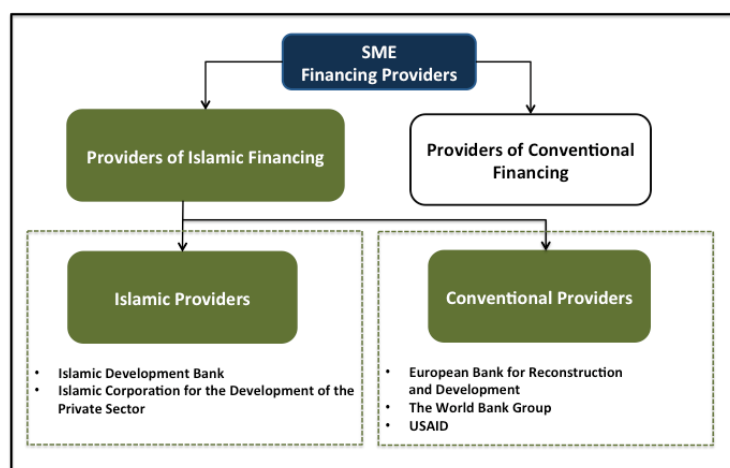 SME
Financing Providers
Providers of Islamic Financing
Providers of Conventional
Financing
Islamic Providers
Conventional Providers
• Islamic Development Bank
• Islamic Corporation for the Development of the
Private Sector
• European Bank for Reconstruction
and Development
• The World Bank Group
• USAID